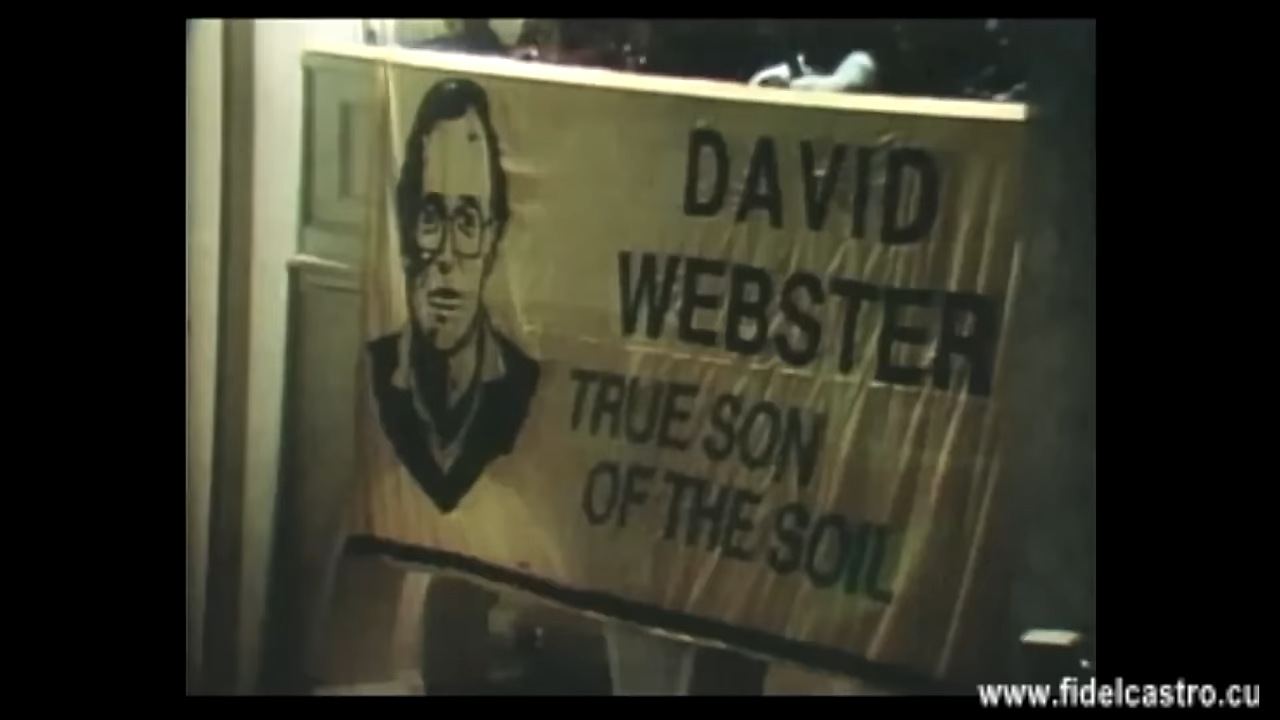 DAVID
WEBSTER
TRUE SON
OF THE SOIL
www.fidelcastro.cu